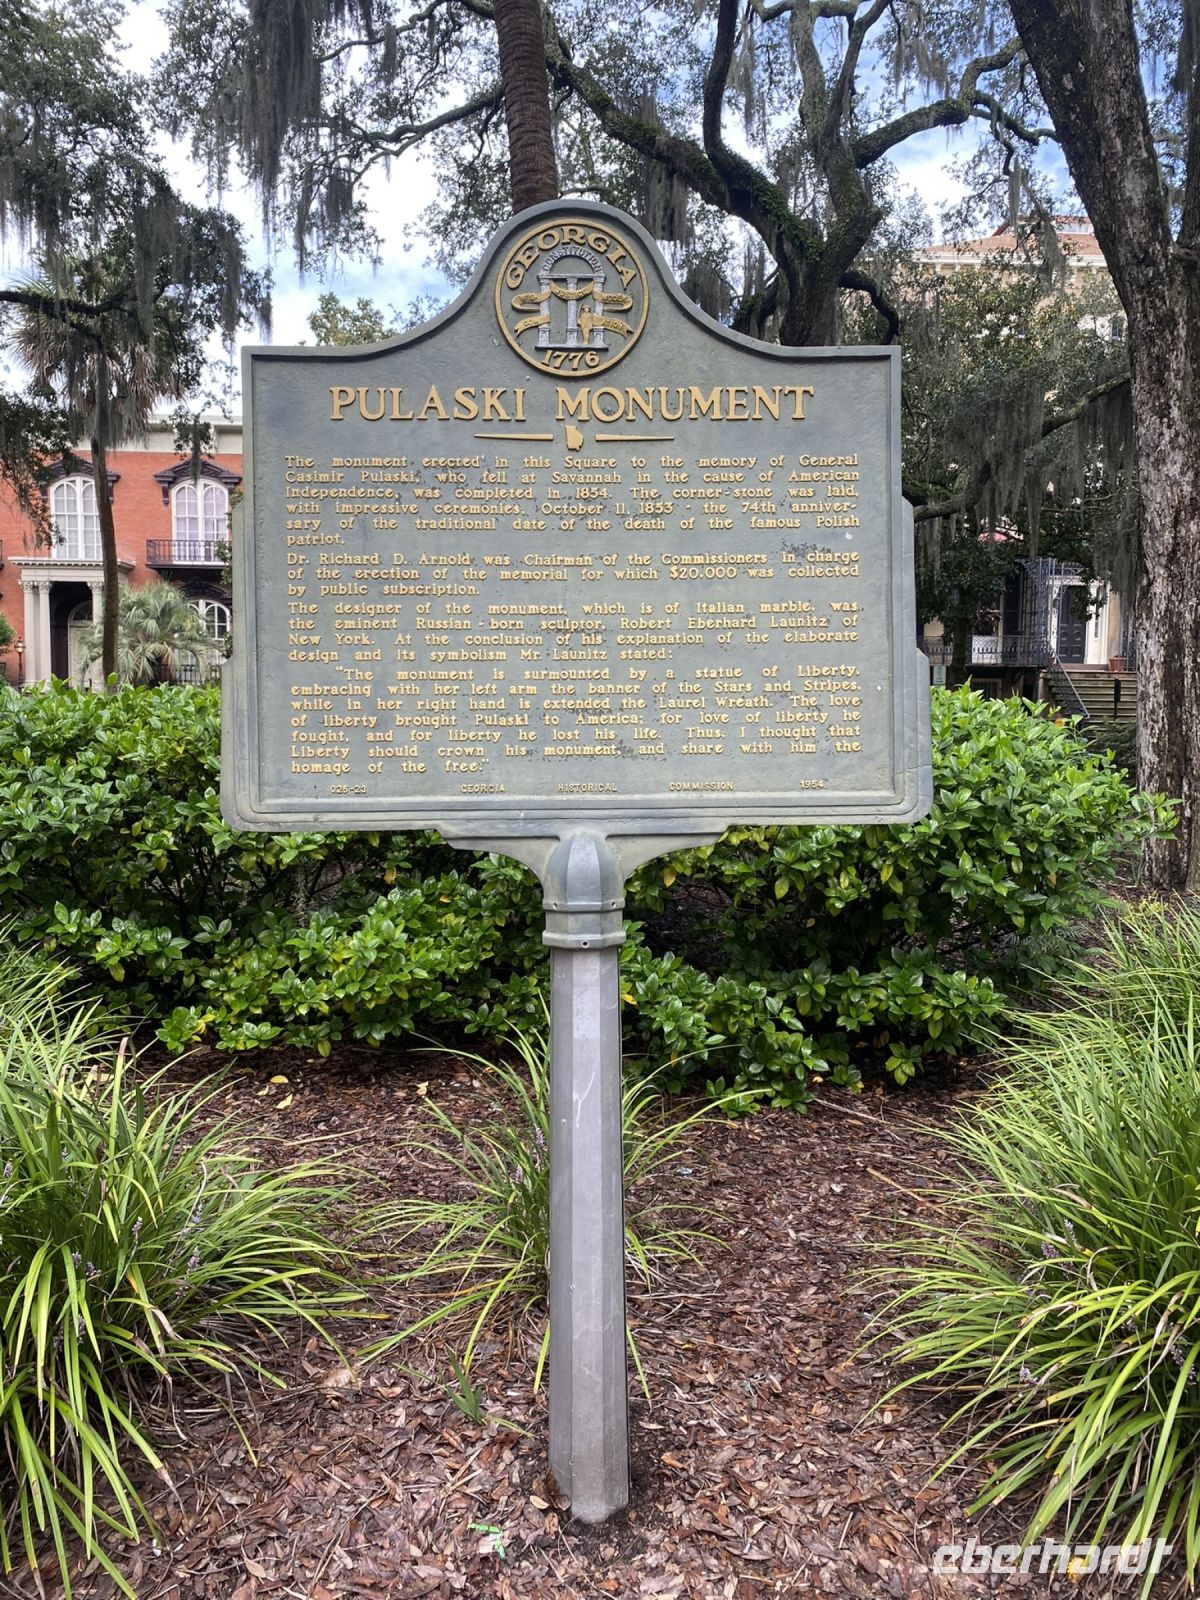 GEORGIA
CONSTITUTION
1776
PULASKI MONUMENT
The monument erected in this Square to the memory of General
Casimir Pulaski, who fell at Savannah in the cause of American
Independence, was completed in 1854. The corner-stone was laid,
with impressive ceremonies, October 11, 1853 - the 74th anniver-
sary of the traditional date of the death of the famous Polish
patriot.
Dr. Richard D. Arnold was Chairman of the Commissioners in charge
of the erection of the memorial for which $20,000 was collected
by public subscription.
The designer of the monument, which is of Italian marble, was
the eminent Russian-born sculptor, Robert Eberhard Launitz of
New York. At the conclusion of his explanation of the elaborate
design and its symbolism Mr. Launitz stated:
"The monument is surmounted by a statue of Liberty,
embracing with her left arm the banner of the Stars and Stripes,
while in her right hand is extended the Laurel Wreath. The love
of liberty brought Pulaski to America; for love of liberty he
fought, and for liberty he lost his life. Thus, I thought that
Liberty should crown his monument, and share with him the
homage of the free."
025-23 GEORGIA HISTORICAL COMMISSION 1954
eberhardt